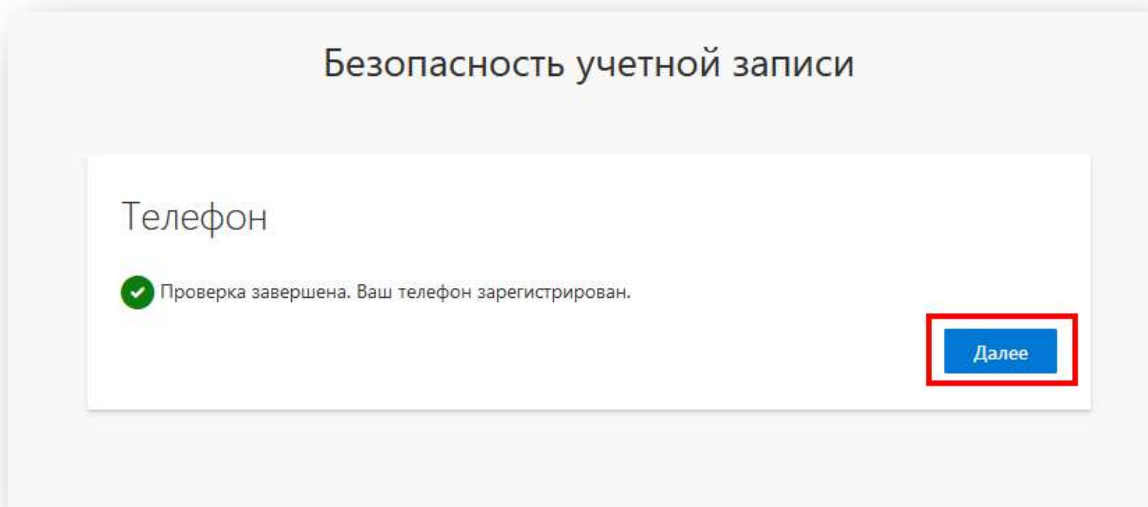 Безопасность учетной записи
Телефон
Проверка завершена. Ваш телефон зарегистрирован.
Далее